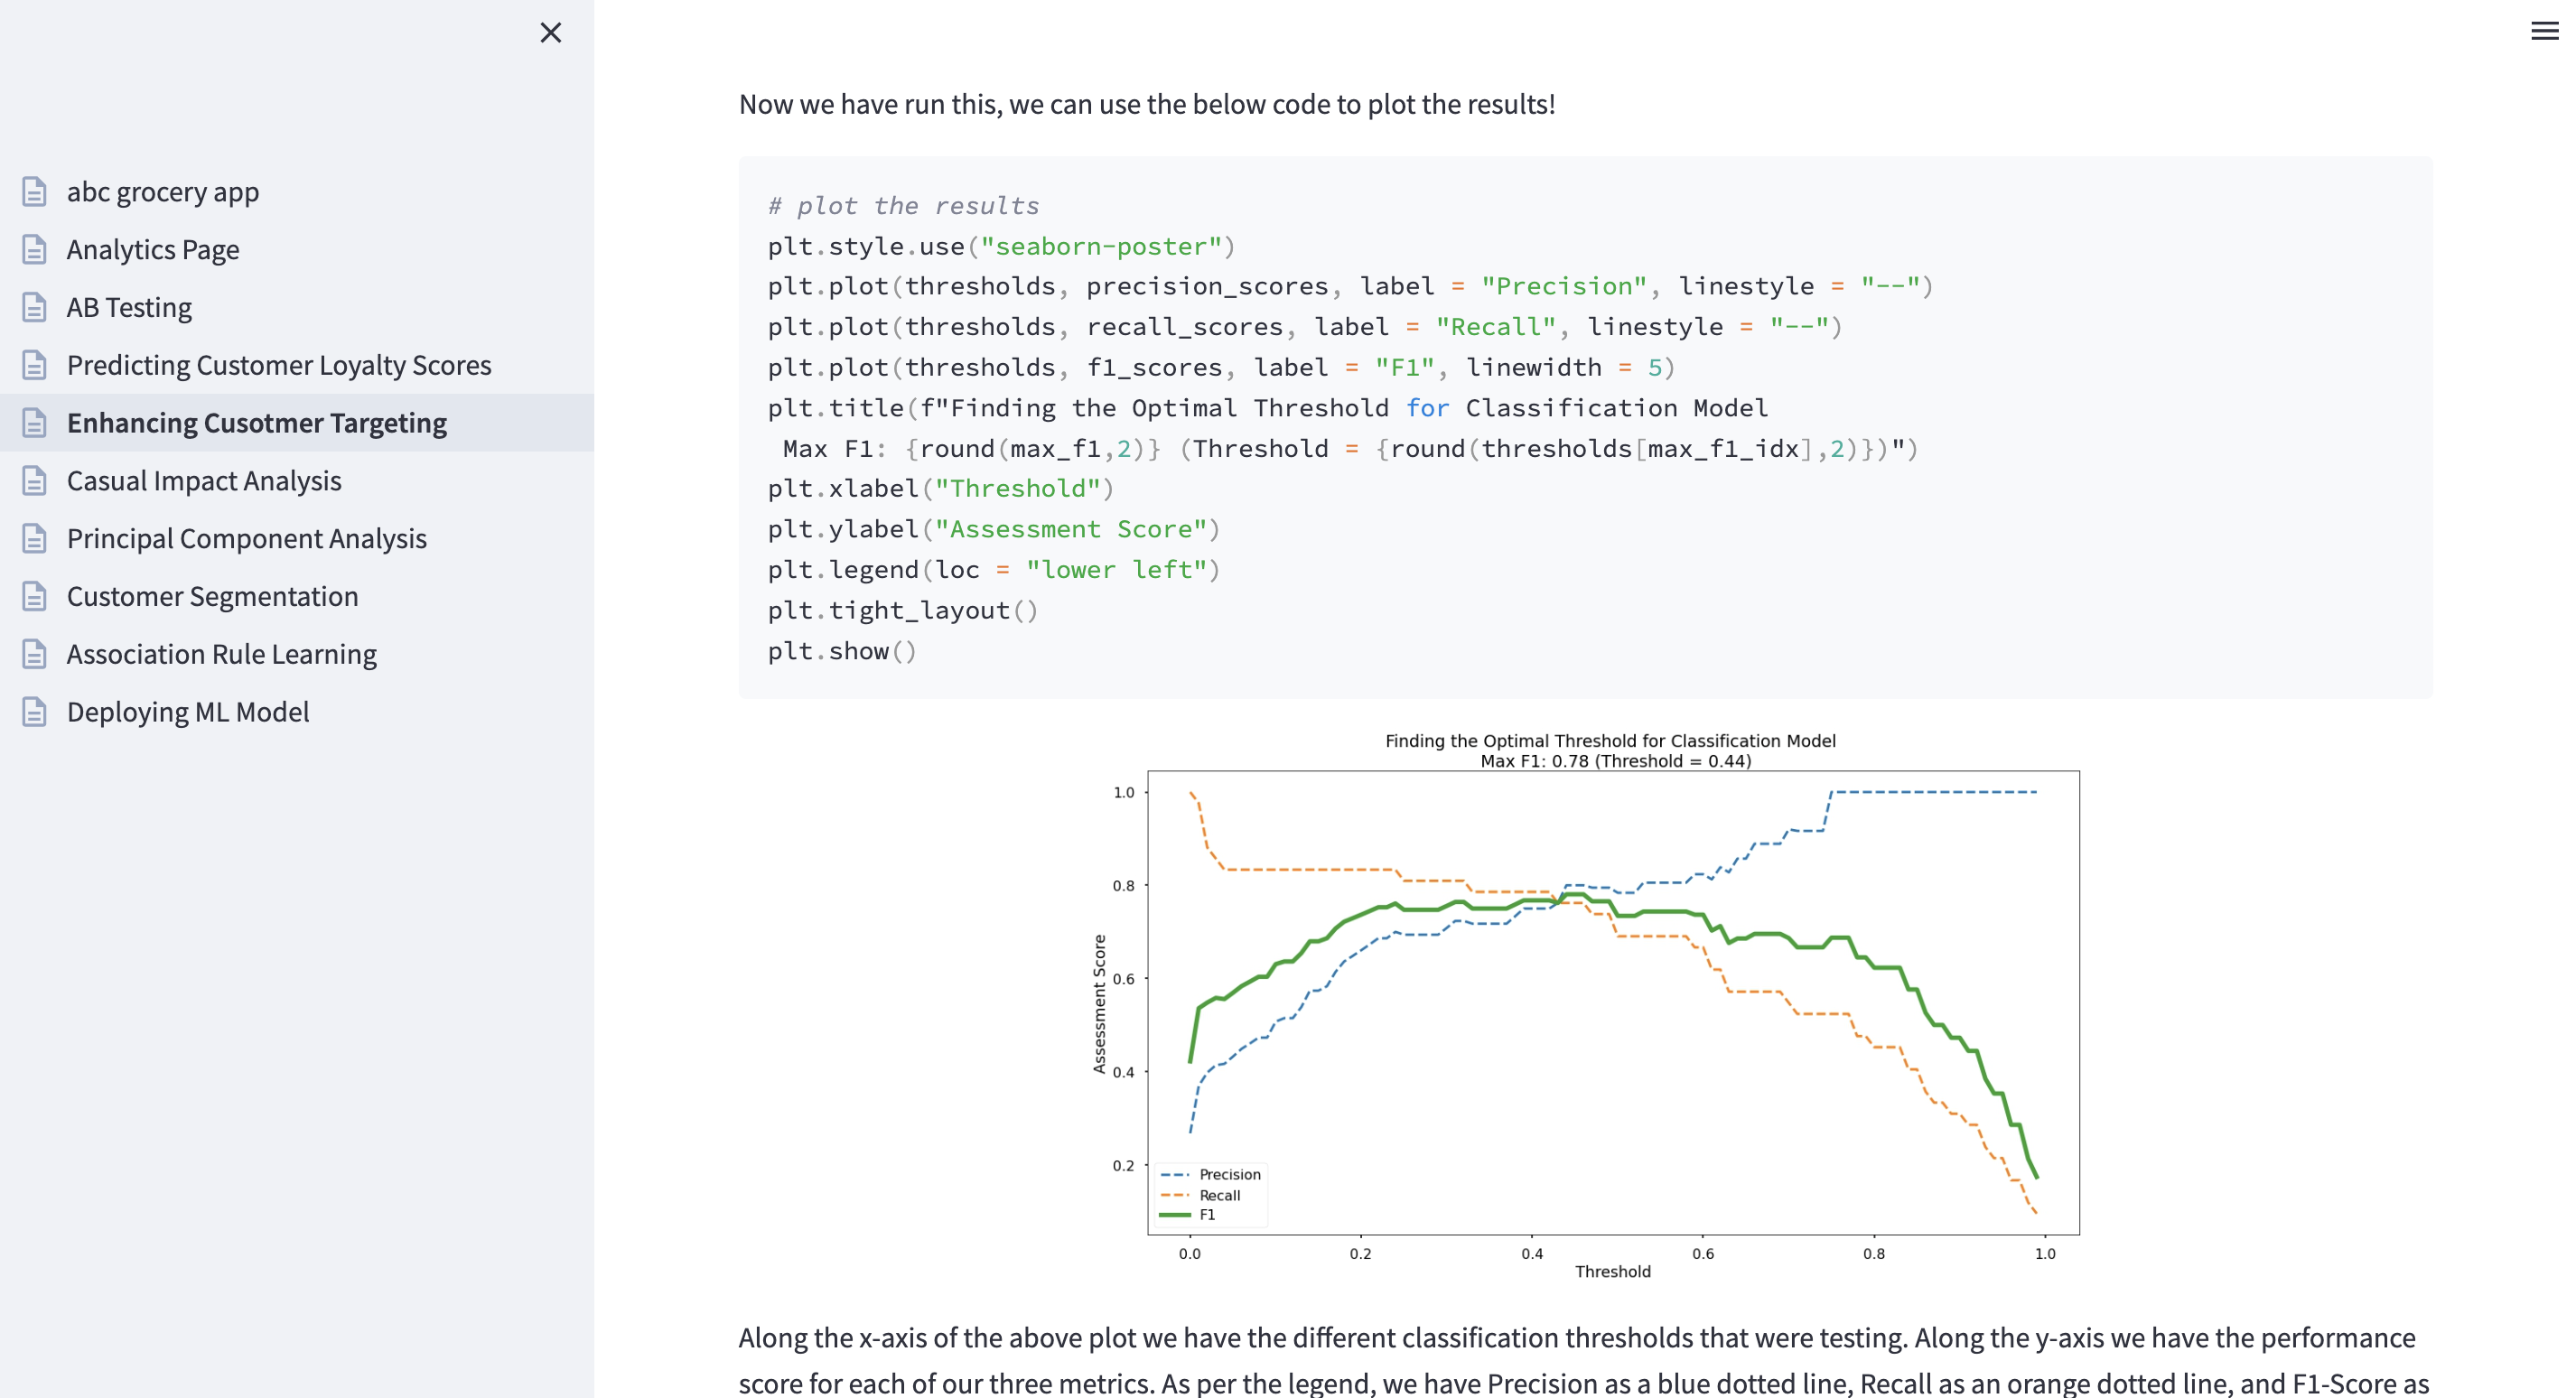 abc grocery app
Analytics Page
AB Testing
Predicting Customer Loyalty Scores
Enhancing Cusotmer Targeting
Casual Impact Analysis
Principal Component Analysis
Customer Segmentation
Association Rule Learning
Deploying ML Model
Now we have run this, we can use the below code to plot the results!
# plot the results
plt.style.use("seaborn-poster")
plt.plot(thresholds, precision_scores, label = "Precision", linestyle = "--")
plt.plot(thresholds, recall_scores, label = "Recall", linestyle = "--")
plt.plot(thresholds, f1_scores, label = "F1", linewidth = 5)
plt.title(f"Finding the Optimal Threshold for Classification Model
 Max F1: {round(max_f1,2)} (Threshold = {round(thresholds[max_f1_idx],2)})")
plt.xlabel("Threshold")
plt.ylabel("Assessment Score")
plt.legend(loc = "lower left")
plt.tight_layout()
plt.show()
Finding the Optimal Threshold for Classification Model
Max F1: 0.78 (Threshold = 0.44)
1.0
0.8
0.6
0.4
0.2
Assessment Score
Precision
Recall
F1
0.0 0.2 0.4 0.6 0.8 1.0
Threshold
Along the x-axis of the above plot we have the different classification thresholds that were testing. Along the y-axis we have the performance
score for each of our three metrics. As per the legend, we have Precision as a blue dotted line, Recall as an orange dotted line, and F1-Score as